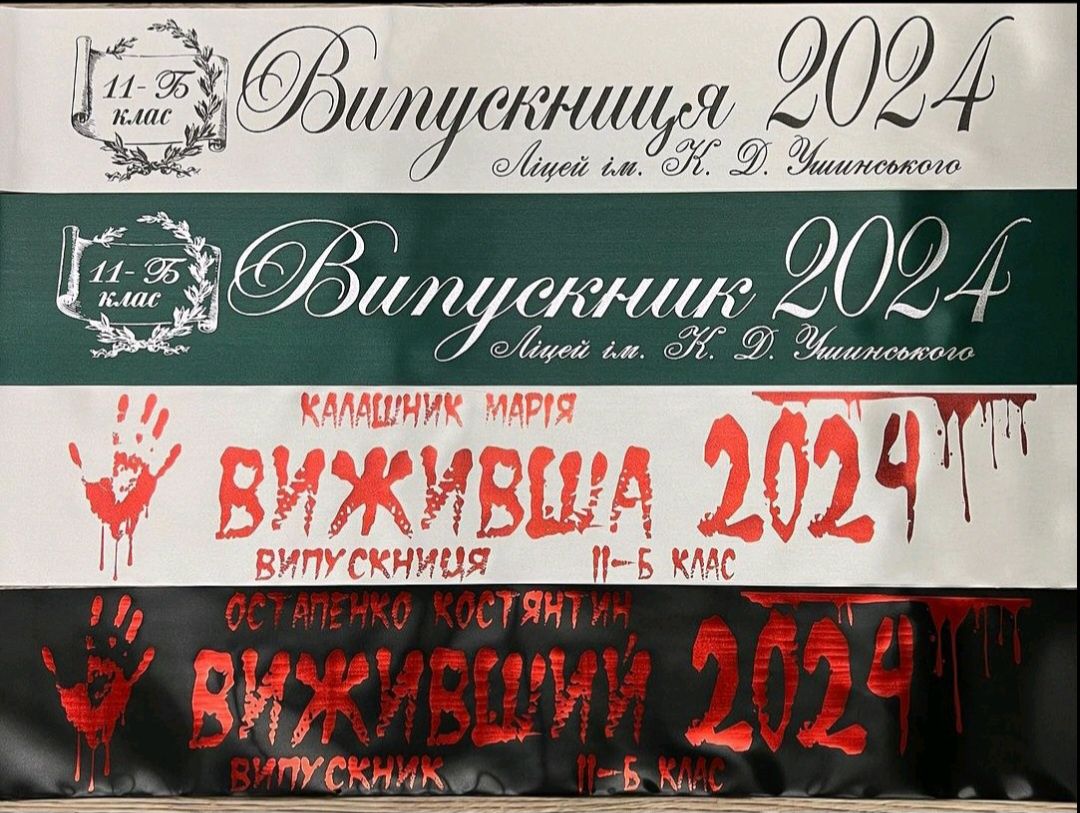 11-Б
клас
Випускниця 2024
Ліцей ім. К. Д. Ушинського
11-Б
клас
Випускник 2024
Ліцей ім. К. Д. Ушинського
КАЛАШНИК МАРІЯ
ВИЖИВША 2024
ВИПУСКНИЦЯ 11-Б КЛАС
ОСТАПЕНКО КОСТЯНТИН
ВИЖИВШИЙ 2024
ВИПУСКНИК 11-Б КЛАС